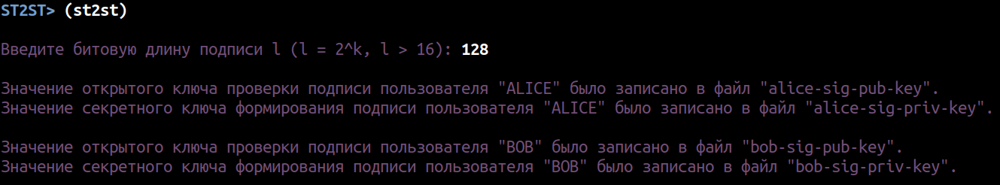 ST2ST> (st2st)
Введите битовую длину подписи l (l = 2^k, l > 16): 128
Значение открытого ключа проверки подписи пользователя "ALICE" было записано в файл "alice-sig-pub-key".
Значение секретного ключа формирования подписи пользователя "ALICE" было записано в файл "alice-sig-priv-key".
Значение открытого ключа проверки подписи пользователя "BOB" было записано в файл "bob-sig-pub-key".
Значение секретного ключа формирования подписи пользователя "BOB" было записано в файл "bob-sig-priv-key".